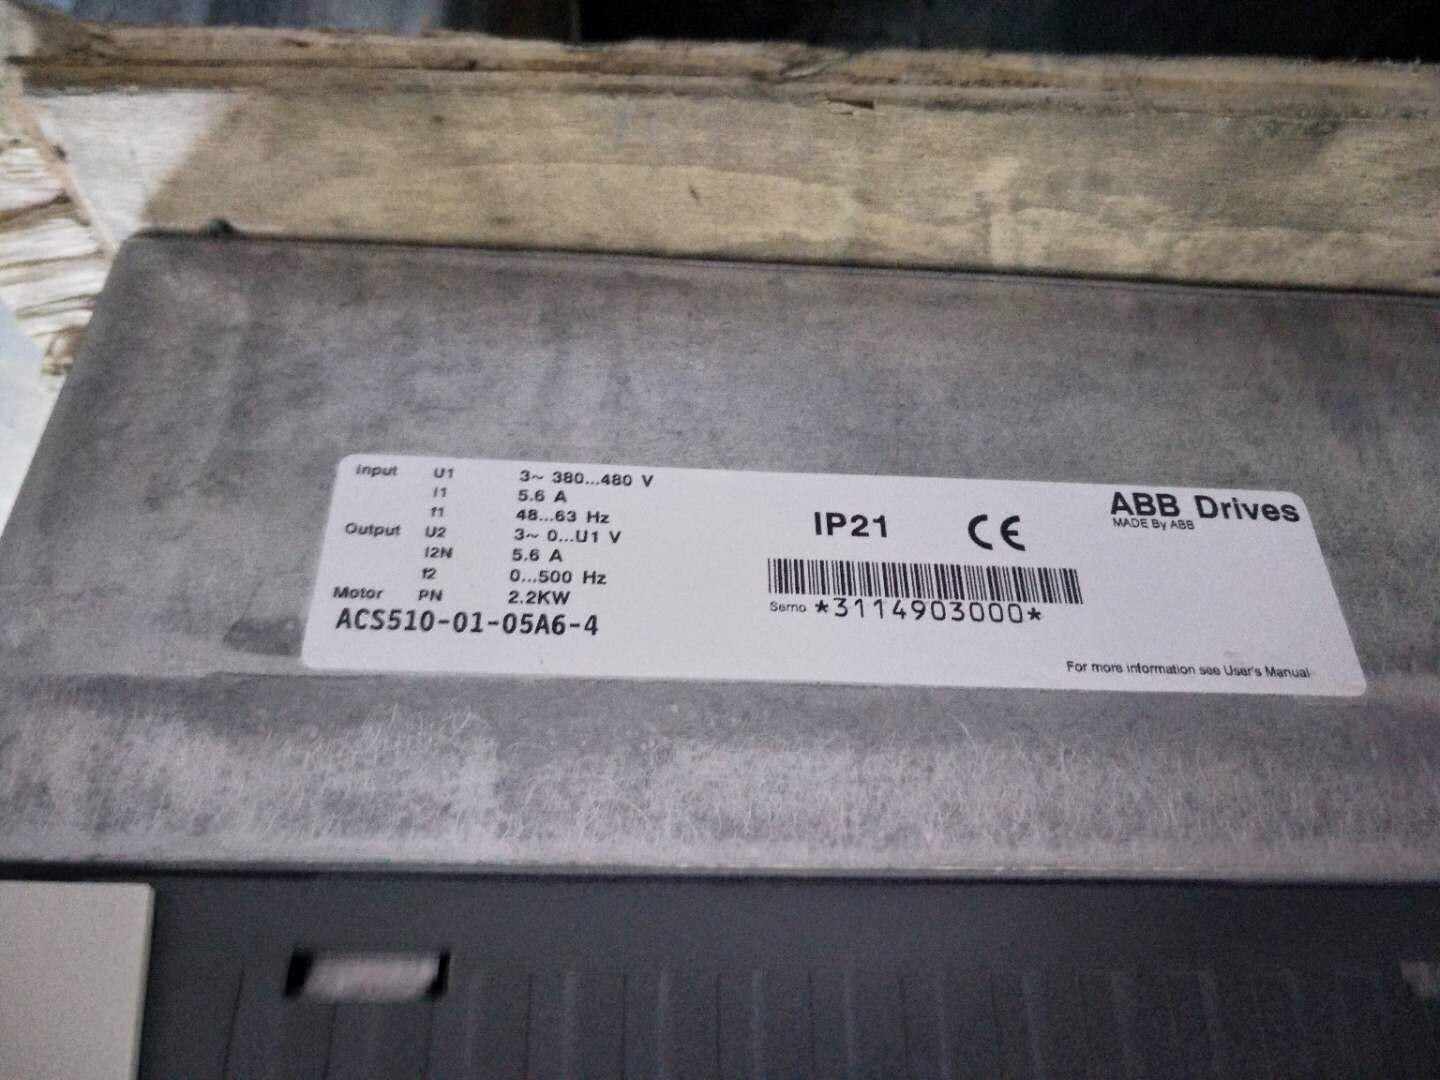 Input U1 3~ 380...480 V
I1 5.6 A
f1 48...63 Hz
Output U2 3~ 0...U1 V
I2N 5.6 A
f2 0...500 Hz
Motor PN 2.2KW
ACS510-01-05A6-4
IP21 CE
Serno *3114903000*
ABB Drives
MADE By ABB
For more information see User's Manual